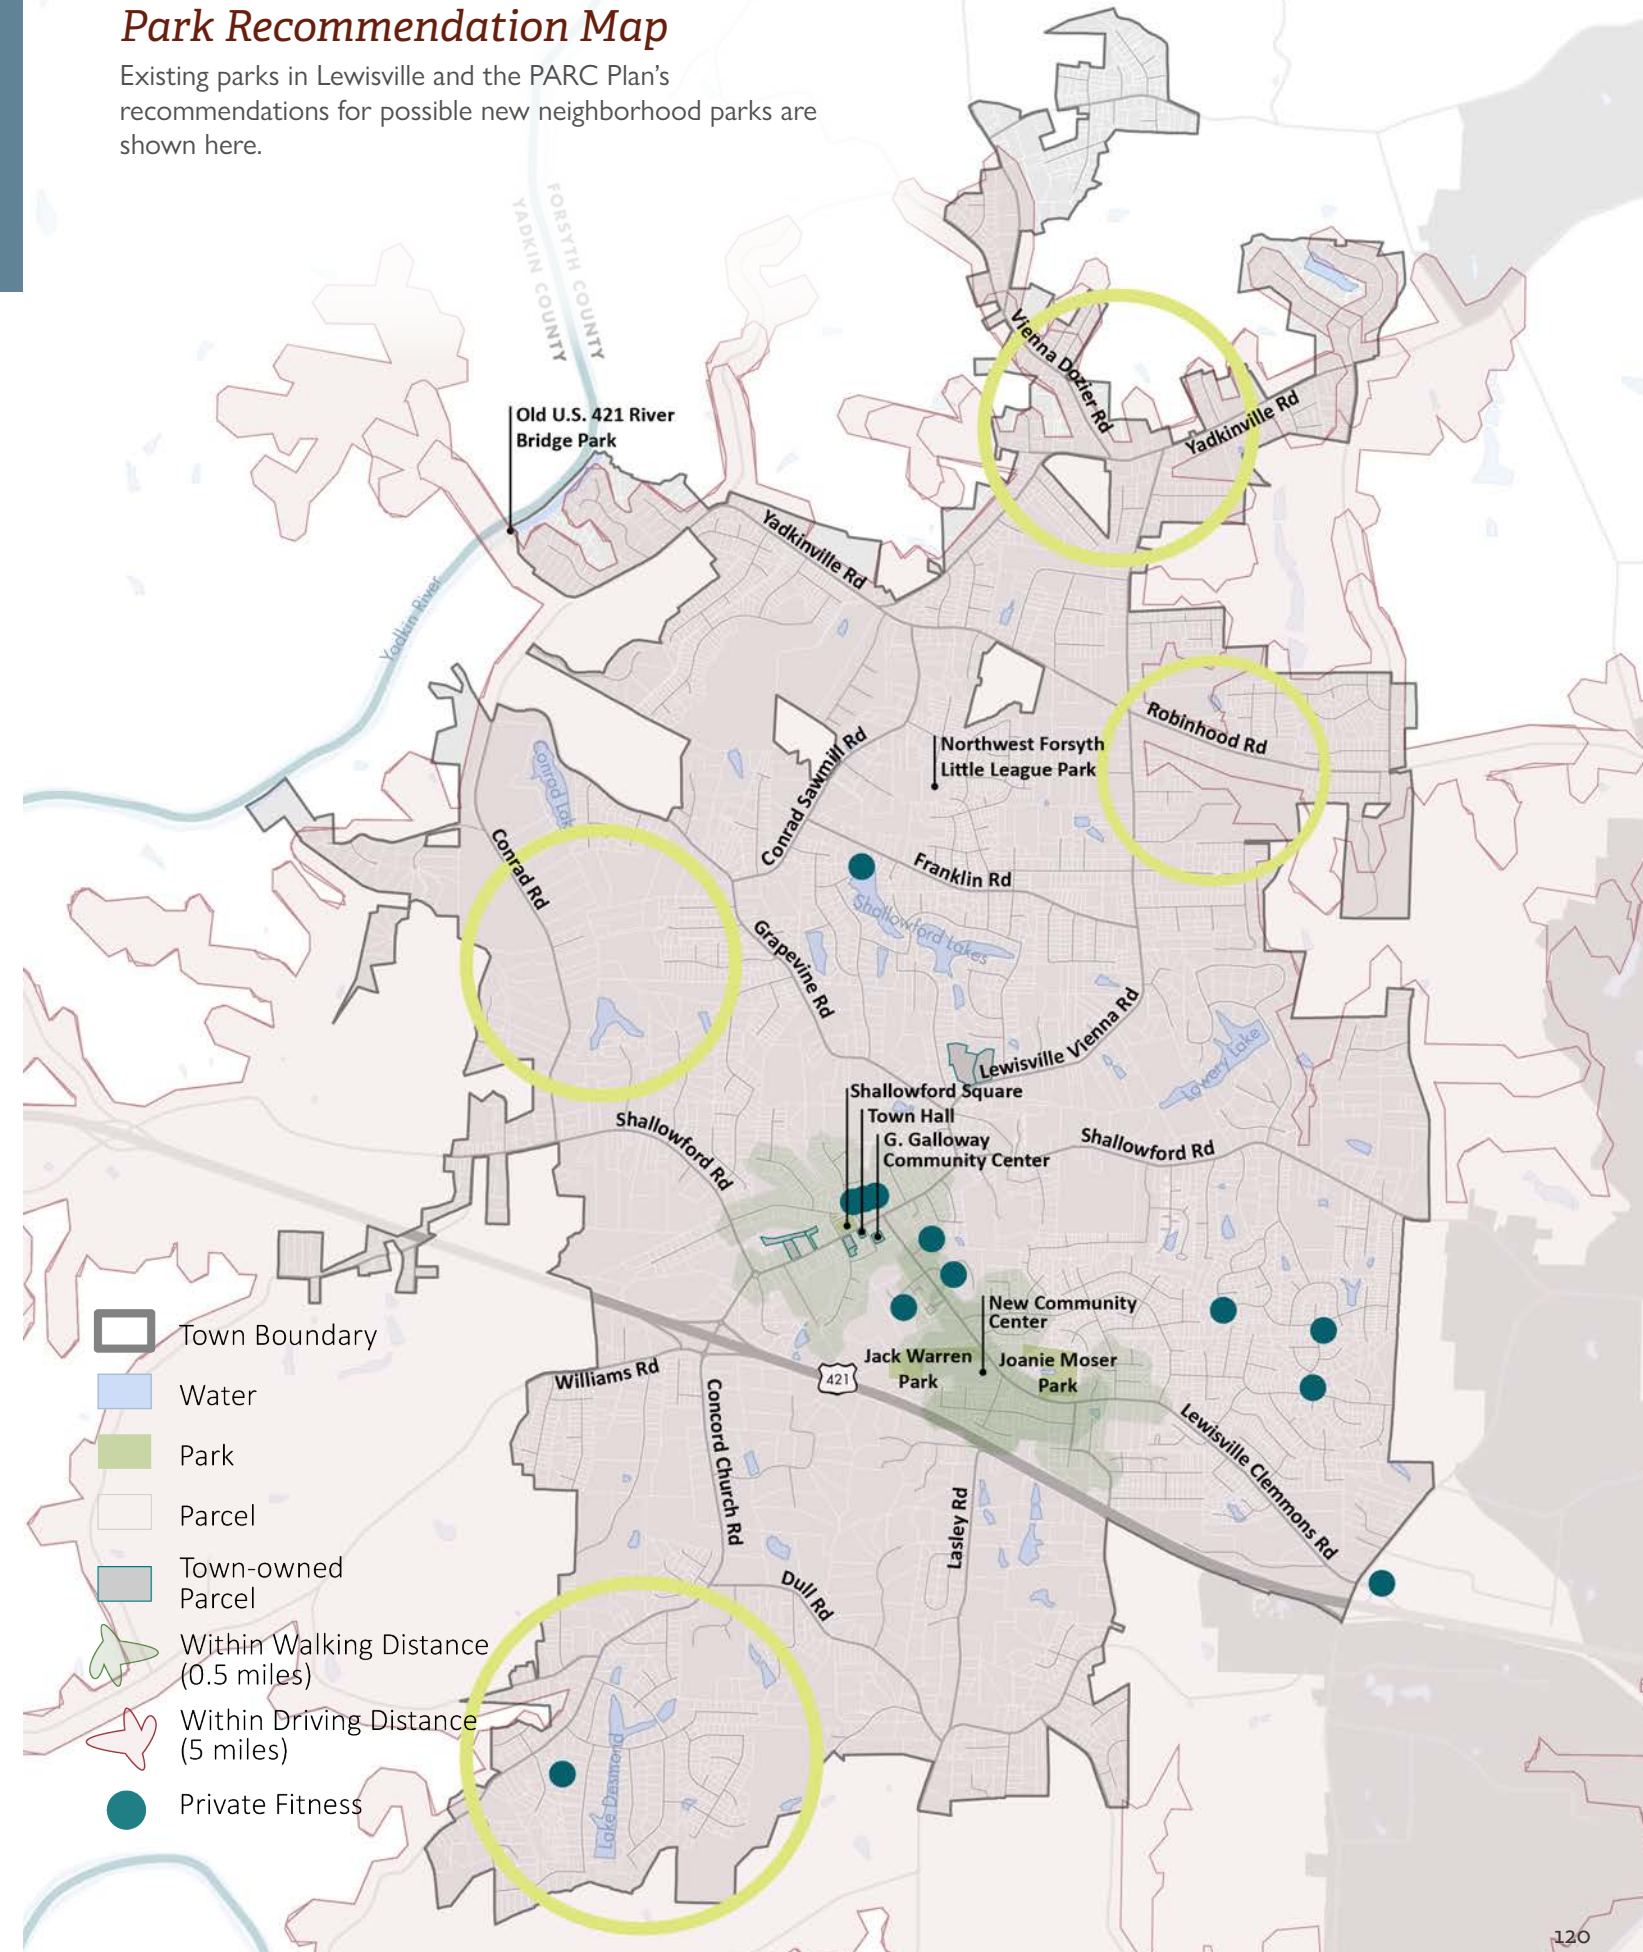 Park Recommendation Map
Existing parks in Lewisville and the PARC Plan's
recommendations for possible new neighborhood parks are
shown here.
YADKIN COUNTY
FORSYTH COUNTY
Vienna Dozier Rd
Yadkinville Rd
Old U.S. 421 River
Bridge Park
Yadkinville Rd
Yadkin River
Robinhood Rd
Northwest Forsyth
Little League Park
Conrad Sawmill Rd
Conrad Lake
Conrad Rd
Franklin Rd
Shallowford Lakes
Grapevine Rd
Lewisville Vienna Rd
Lowery Lake
Shallowford Square
Town Hall
G. Galloway
Community Center
Shallowford Rd
Shallowford Rd
New Community
Center
Jack Warren
Park
Joanie Moser
Park
421
Williams Rd
Concord Church Rd
Lewisville Clemmons Rd
Lasley Rd
Dull Rd
Lake Desmond
Town Boundary
Water
Park
Parcel
Town-owned
Parcel
Within Walking Distance
(0.5 miles)
Within Driving Distance
(5 miles)
Private Fitness
120